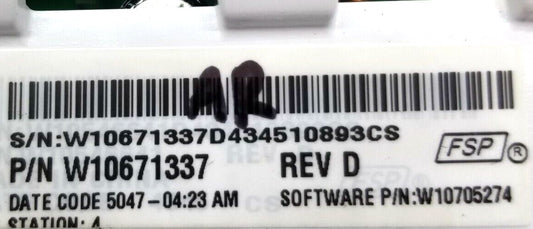 AR
S/N:W10671337D434510893CS
P/N W10671337 REV D FSP®
DATE CODE 5047-04:23 AM SOFTWARE P/N:W10705274
STATION: 4